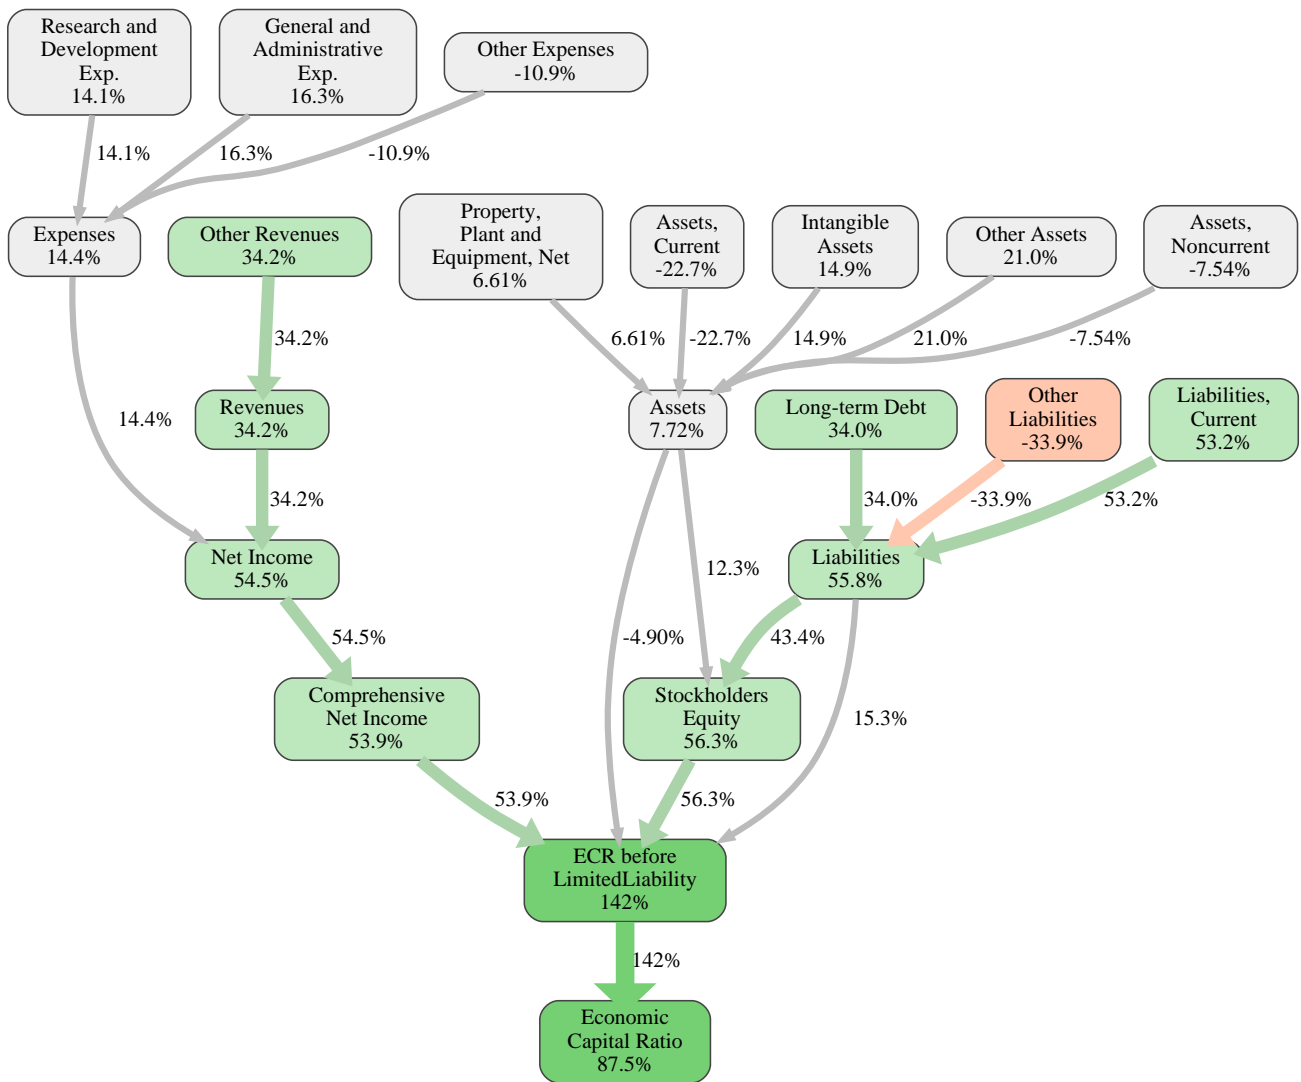 Research and
Development
Exp.
14.1%
General and
Administrative
Exp.
16.3%
Other Expenses
-10.9%
14.1%
16.3%
-10.9%
Expenses
14.4%
Other Revenues
34.2%
Property,
Plant and
Equipment, Net
6.61%
Assets,
Current
-22.7%
Intangible
Assets
14.9%
Other Assets
21.0%
Assets,
Noncurrent
-7.54%
34.2%
6.61%
-22.7%
14.9%
21.0%
-7.54%
14.4%
Revenues
34.2%
Assets
7.72%
Long-term Debt
34.0%
Other
Liabilities
-33.9%
Liabilities,
Current
53.2%
34.2%
34.0%
-33.9%
53.2%
Net Income
54.5%
12.3%
Liabilities
55.8%
54.5%
-4.90%
43.4%
15.3%
Comprehensive
Net Income
53.9%
Stockholders
Equity
56.3%
53.9%
56.3%
ECR before
LimitedLiability
142%
142%
Economic
Capital Ratio
87.5%